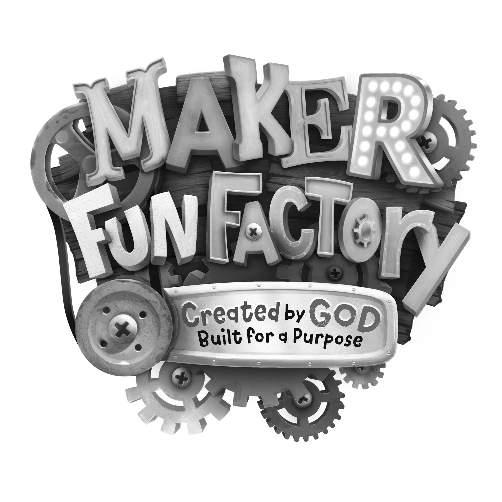 MAKER
FUN FACTORY
Created by GOD
Built for a Purpose